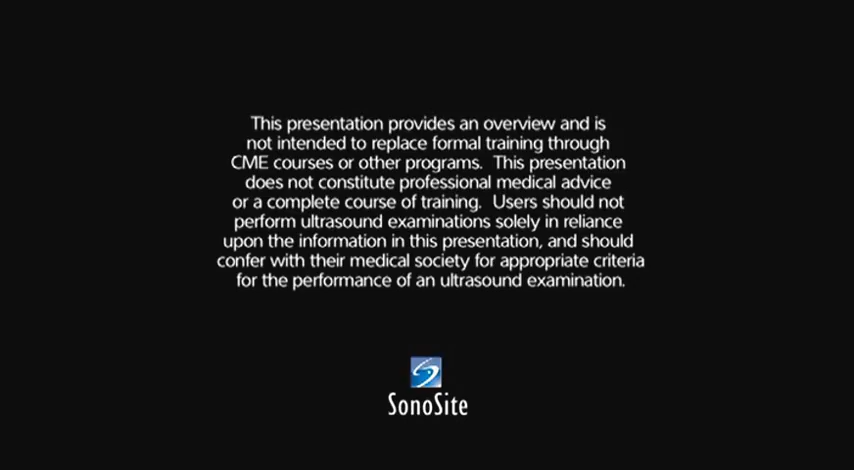 This presentation provides an overview and is
not intended to replace formal training through
CME courses or other programs.  This presentation
does not constitute professional medical advice
or a complete course of training.  Users should not
perform ultrasound examinations solely in reliance
upon the information in this presentation, and should
confer with their medical society for appropriate criteria
for the performance of an ultrasound examination.
SonoSite